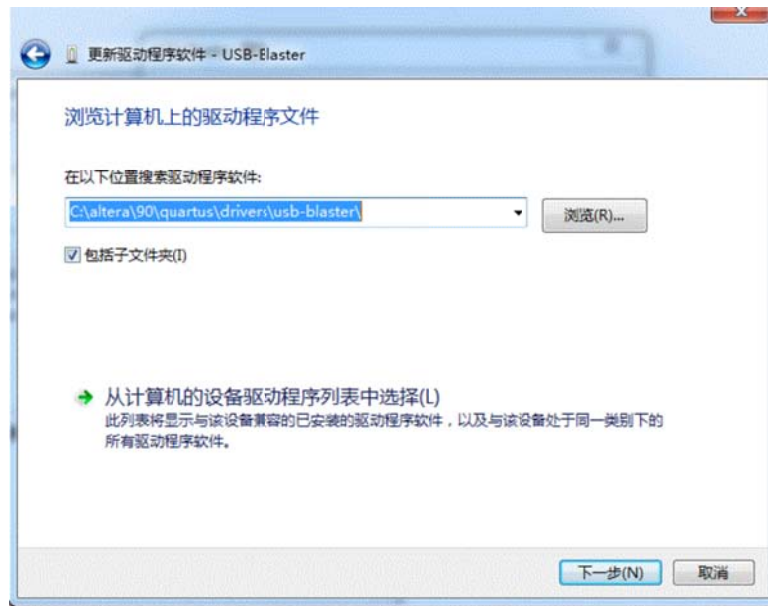 更新驱动程序软件 - USB-Blaster
浏览计算机上的驱动程序文件
在以下位置搜索驱动程序软件:
C:\altera\90\quartus\drivers\usb-blaster\
浏览(R)...
包括子文件夹(I)
从计算机的设备驱动程序列表中选择(L)
此列表将显示与该设备兼容的已安装的驱动程序软件，以及与该设备处于同一类别下的
所有驱动程序软件。
下一步(N)
取消